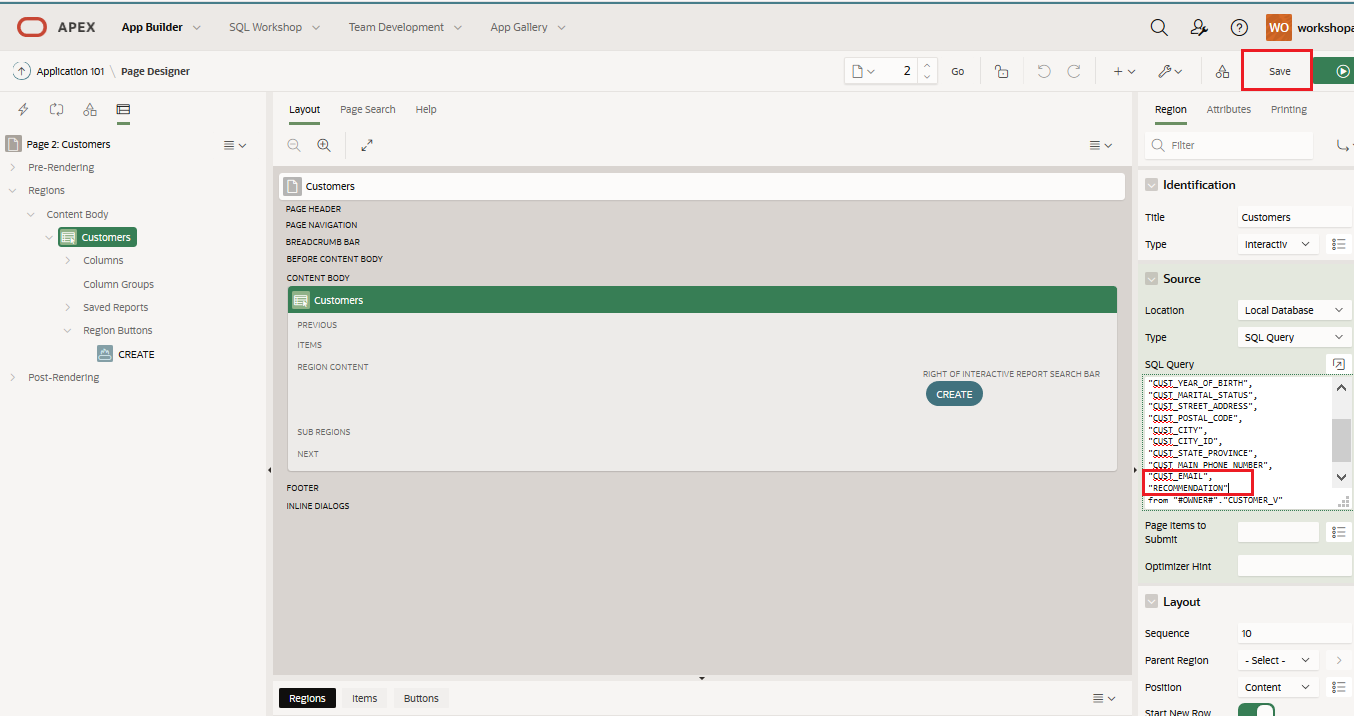 APEX App Builder SQL Workshop Team Development App Gallery WO workshopa
Application 101 \ Page Designer 2 Go Save
Page 2: Customers
Pre-Rendering
Regions
Content Body
Customers
Columns
Column Groups
Saved Reports
Region Buttons
CREATE
Post-Rendering
Layout Page Search Help
Customers
PAGE HEADER
PAGE NAVIGATION
BREADCRUMB BAR
BEFORE CONTENT BODY
CONTENT BODY
Customers
PREVIOUS
ITEMS
REGION CONTENT
RIGHT OF INTERACTIVE REPORT SEARCH BAR
CREATE
SUB REGIONS
NEXT
FOOTER
INLINE DIALOGS
Regions Items Buttons
Region Attributes Printing
Filter
Identification
Title Customers
Type Interactiv
Source
Location Local Database
Type SQL Query
SQL Query
"CUST_YEAR_OF_BIRTH",
"CUST_MARITAL_STATUS",
"CUST_STREET_ADDRESS",
"CUST_POSTAL_CODE",
"CUST_CITY",
"CUST_CITY_ID",
"CUST_STATE_PROVINCE",
"CUST_MAIN_PHONE_NUMBER",
"CUST_EMAIL",
"RECOMMENDATION"
from "#OWNER#"."CUSTOMER_V"
Page Items to
Submit
Optimizer Hint
Layout
Sequence 10
Parent Region - Select -
Position Content
Start New Row